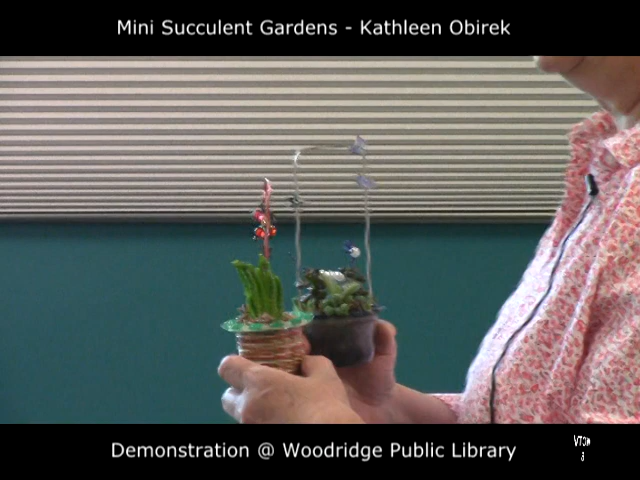 Mini Succulent Gardens - Kathleen Obirek
Demonstration @ Woodridge Public Library